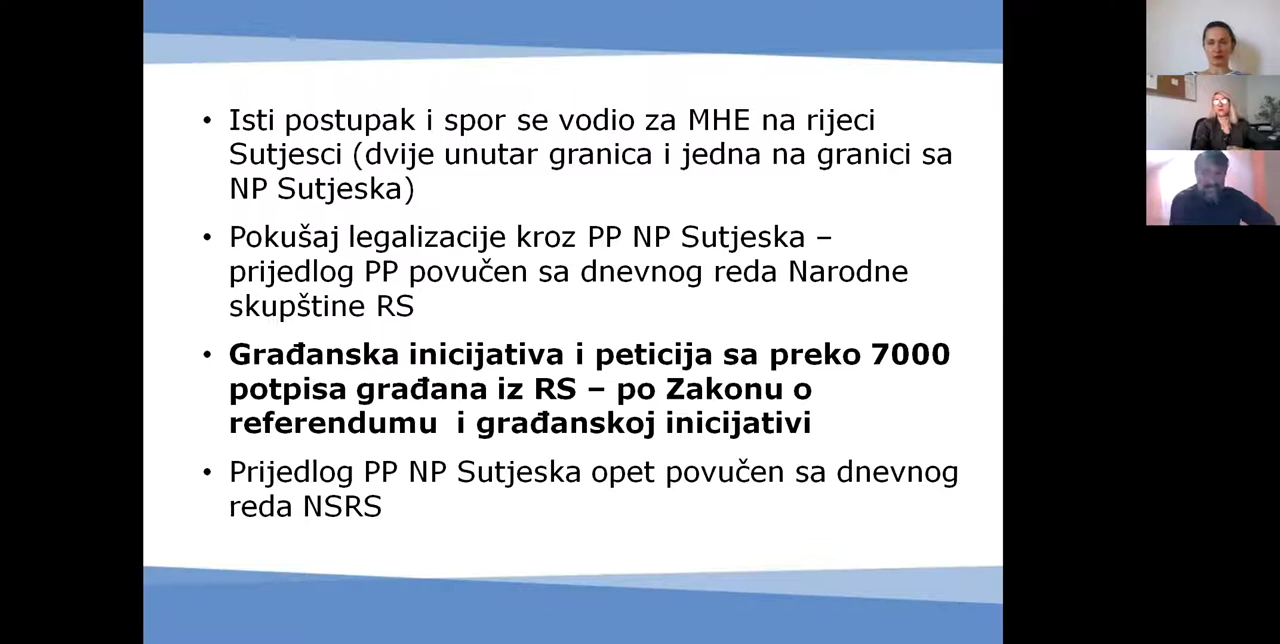 • Isti postupak i spor se vodio za MHE na rijeci
Sutjesci (dvije unutar granica i jedna na granici sa
NP Sutjeska)
• Pokušaj legalizacije kroz PP NP Sutjeska –
prijedlog PP povučen sa dnevnog reda Narodne
skupštine RS
• Građanska inicijativa i peticija sa preko 7000
potpisa građana iz RS – po Zakonu o
referendumu  i građanskoj inicijativi
• Prijedlog PP NP Sutjeska opet povučen sa dnevnog
reda NSRS